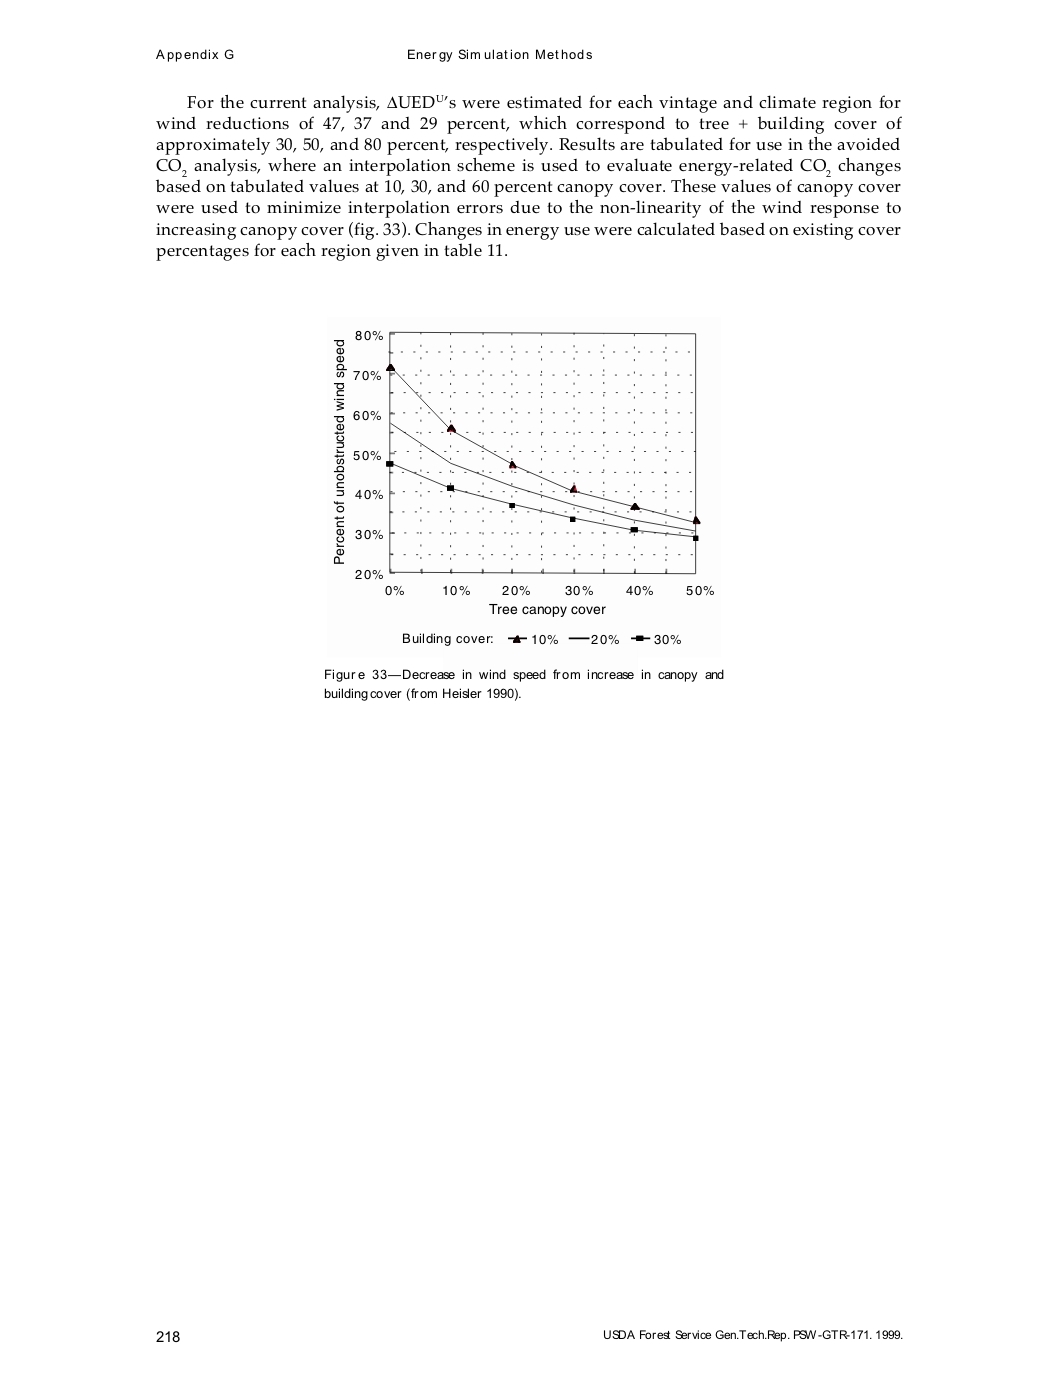 Appendix G Energy Simulation Methods
For the current analysis, ΔUEDᵁ's were estimated for each vintage and climate region for
wind reductions of 47, 37 and 29 percent, which correspond to tree + building cover of
approximately 30, 50, and 80 percent, respectively. Results are tabulated for use in the avoided
CO₂ analysis, where an interpolation scheme is used to evaluate energy-related CO₂ changes
based on tabulated values at 10, 30, and 60 percent canopy cover. These values of canopy cover
were used to minimize interpolation errors due to the non-linearity of the wind response to
increasing canopy cover (fig. 33). Changes in energy use were calculated based on existing cover
percentages for each region given in table 11.
Percent of unobstructed wind speed
80%
70%
60%
50%
40%
30%
20%
0% 10% 20% 30% 40% 50%
Tree canopy cover
Building cover: 10% 20% 30%
Figure 33—Decrease in wind speed from increase in canopy and
building cover (from Heisler 1990).
218 USDA Forest Service Gen.Tech.Rep. PSW-GTR-171. 1999.